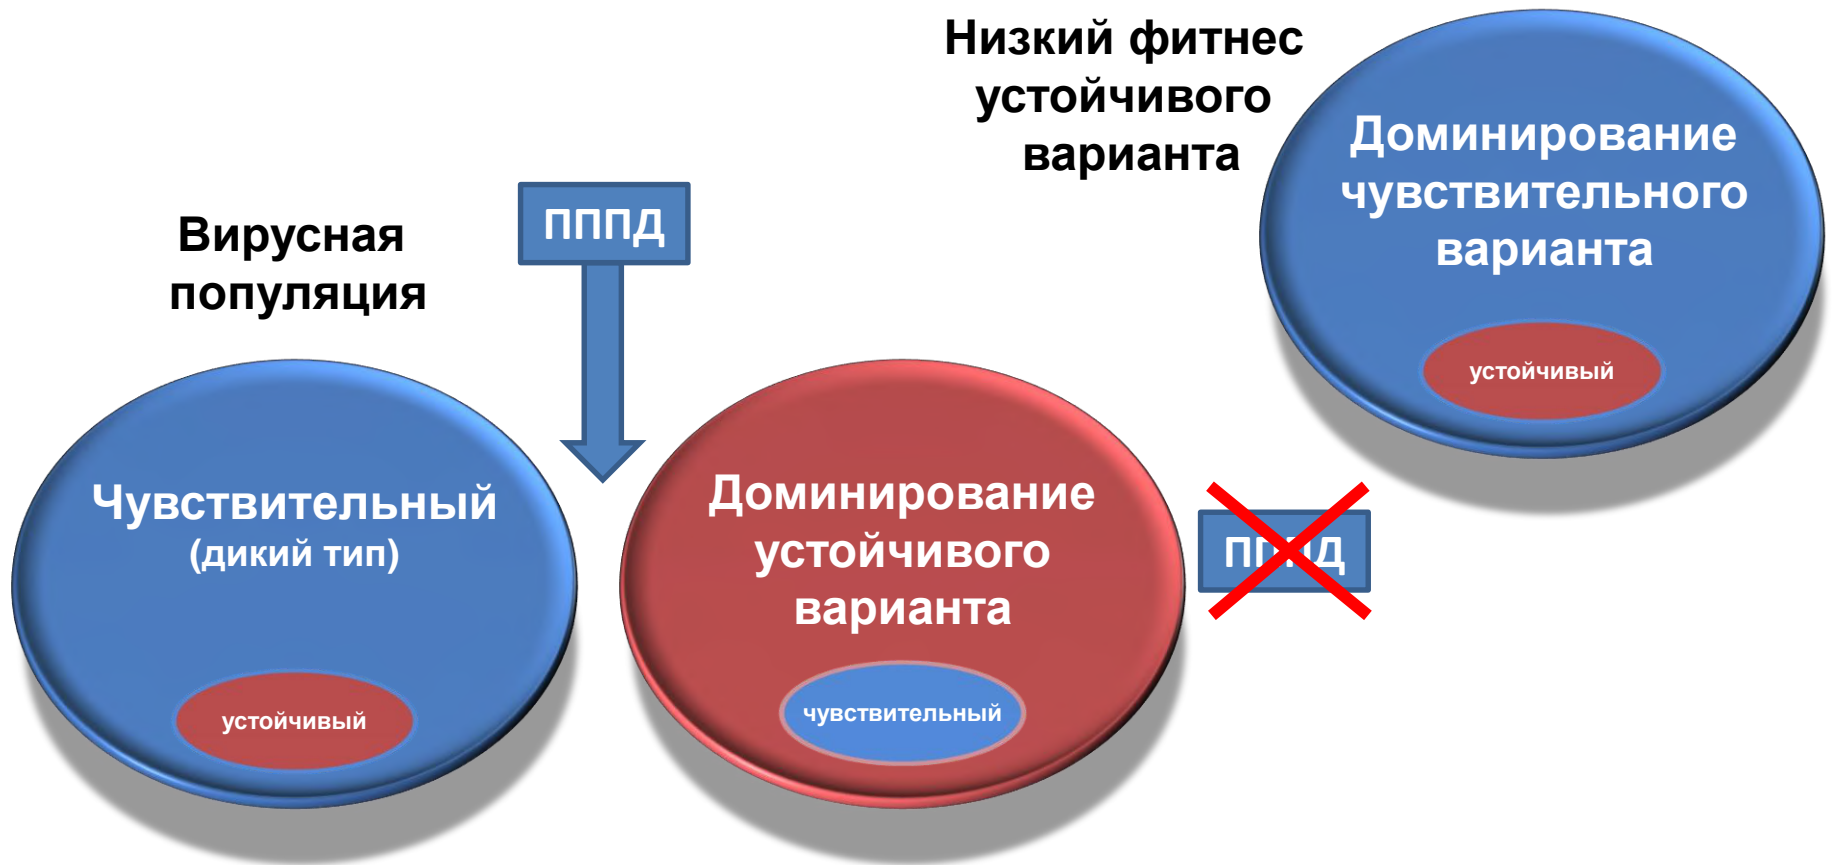 Вирусная
популяция
ПППД
Чувствительный
(дикий тип)
устойчивый
Доминирование
устойчивого
варианта
чувствительный
ПППД
Низкий фитнес
устойчивого
варианта
Доминирование
чувствительного
варианта
устойчивый